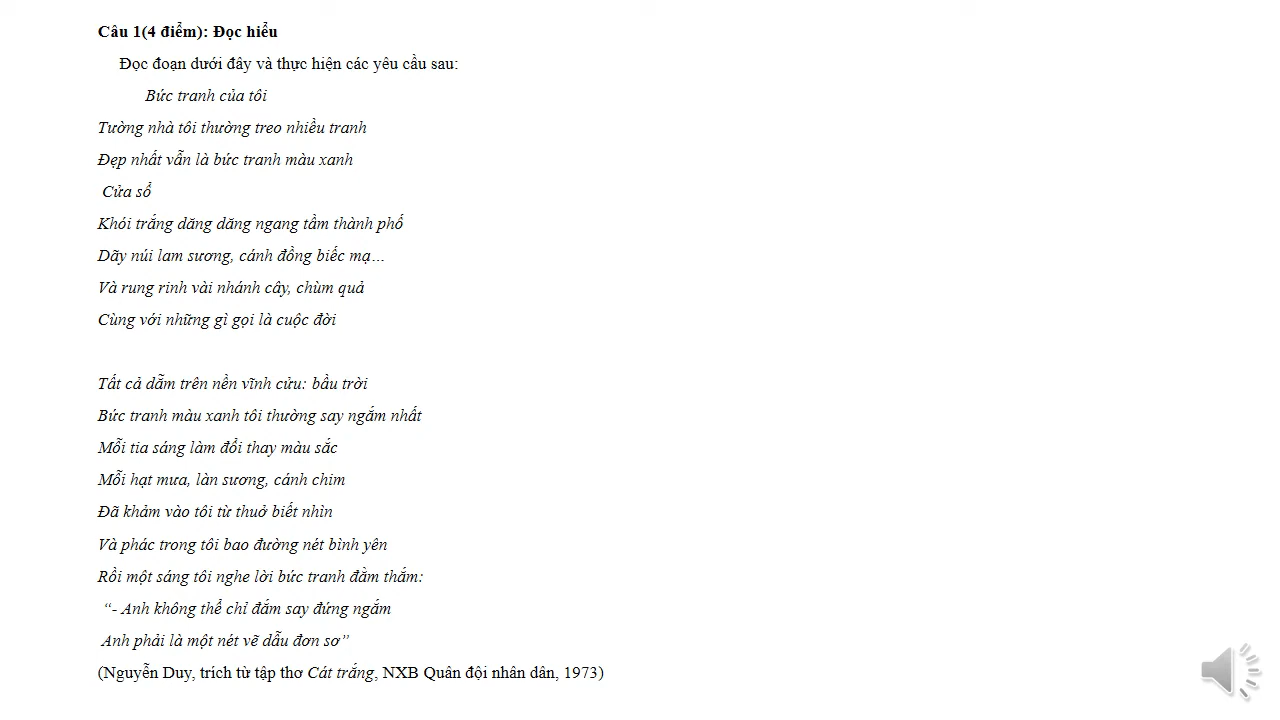 Câu 1(4 điểm): Đọc hiểu
Đọc đoạn dưới đây và thực hiện các yêu cầu sau:
Bức tranh của tôi
Tường nhà tôi thường treo nhiều tranh
Đẹp nhất vẫn là bức tranh màu xanh
Cửa sổ
Khói trắng dăng dăng ngang tầm thành phố
Dãy núi lam sương, cánh đồng biếc mạ...
Và rung rinh vài nhánh cây, chùm quả
Cùng với những gì gọi là cuộc đời
Tất cả dẫm trên nền vĩnh cửu: bầu trời
Bức tranh màu xanh tôi thường say ngắm nhất
Mỗi tia sáng làm đổi thay màu sắc
Mỗi hạt mưa, làn sương, cánh chim
Đã khảm vào tôi từ thuở biết nhìn
Và phác trong tôi bao đường nét bình yên
Rồi một sáng tôi nghe lời bức tranh đằm thắm:
“- Anh không thể chỉ đắm say đứng ngắm
Anh phải là một nét vẽ dẫu đơn sơ”
(Nguyễn Duy, trích từ tập thơ Cát trắng, NXB Quân đội nhân dân, 1973)